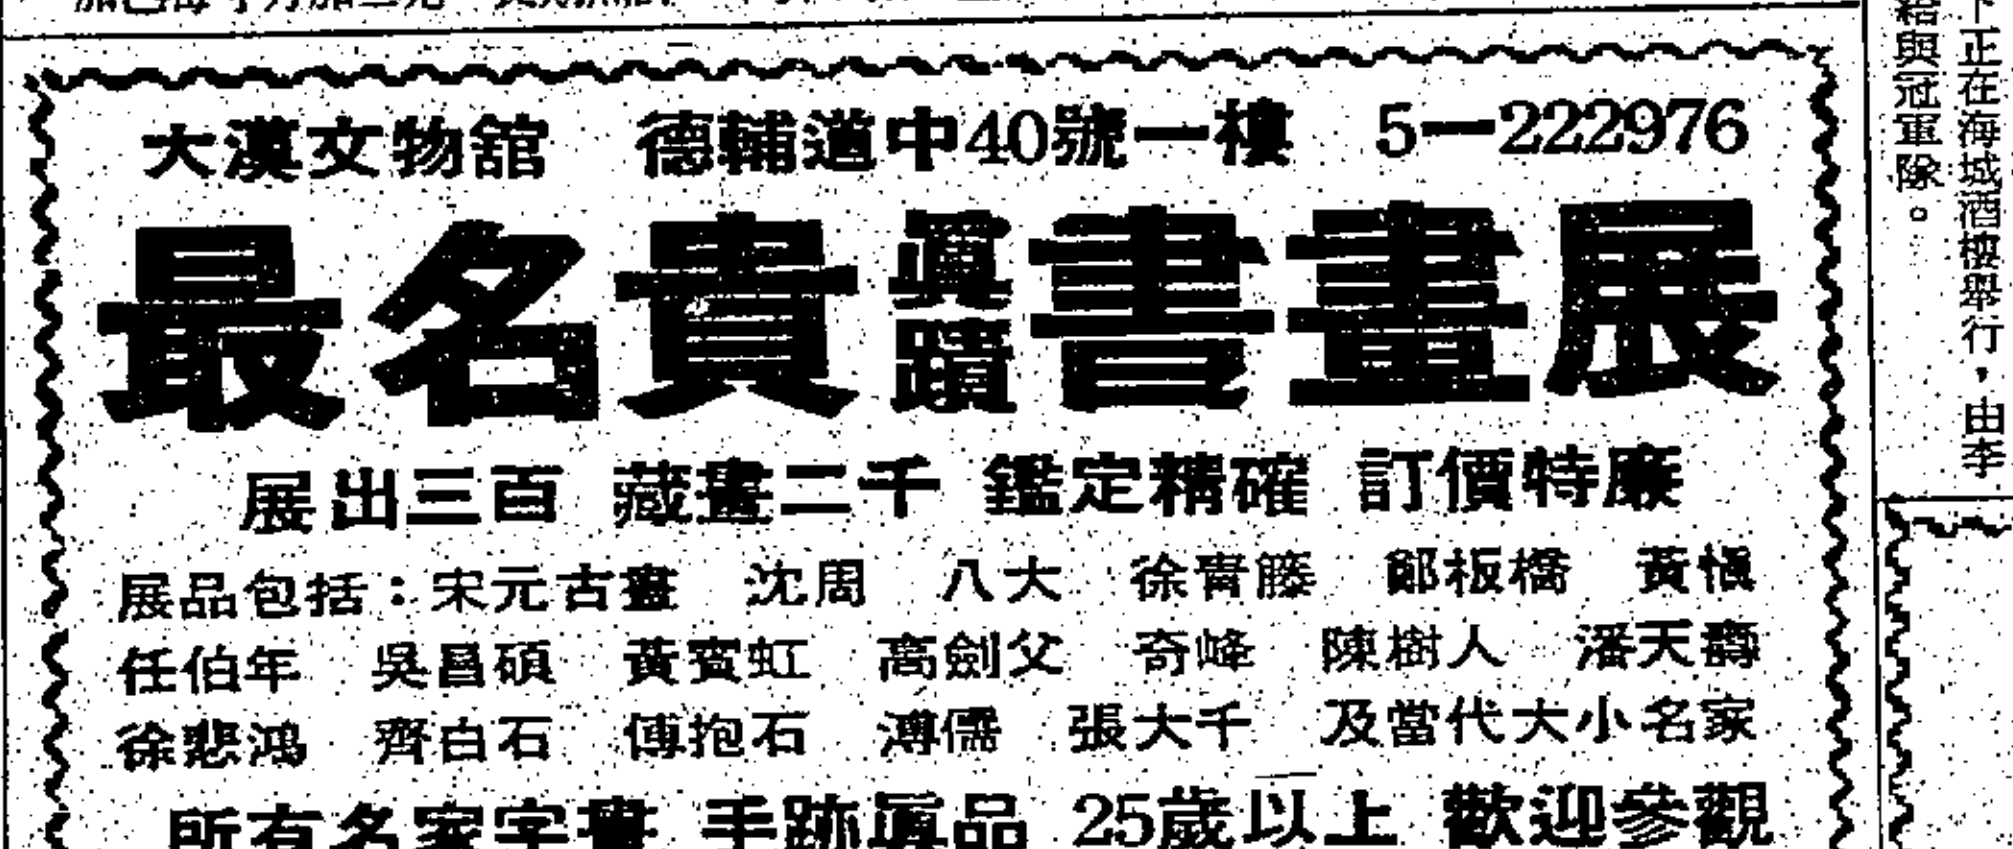 大漢文物館 德輔道中40號一樓 5—222976
最名貴眞蹟書畫展
展出三百 藏畫二千 鑑定精確 訂價特廉
展品包括：宋元古畫 沈周 八大 徐靑藤 鄭板橋 黃愼
任伯年 吳昌碩 黃賓虹 高劍父 奇峰 陳樹人 潘天壽
徐悲鴻 齊白石 傅抱石 溥儒 張大千 及當代大小名家
所有名家字畫 手跡眞品 25歲以上 歡迎參觀
下正在海城酒樓舉行，由李
給與冠軍隊。